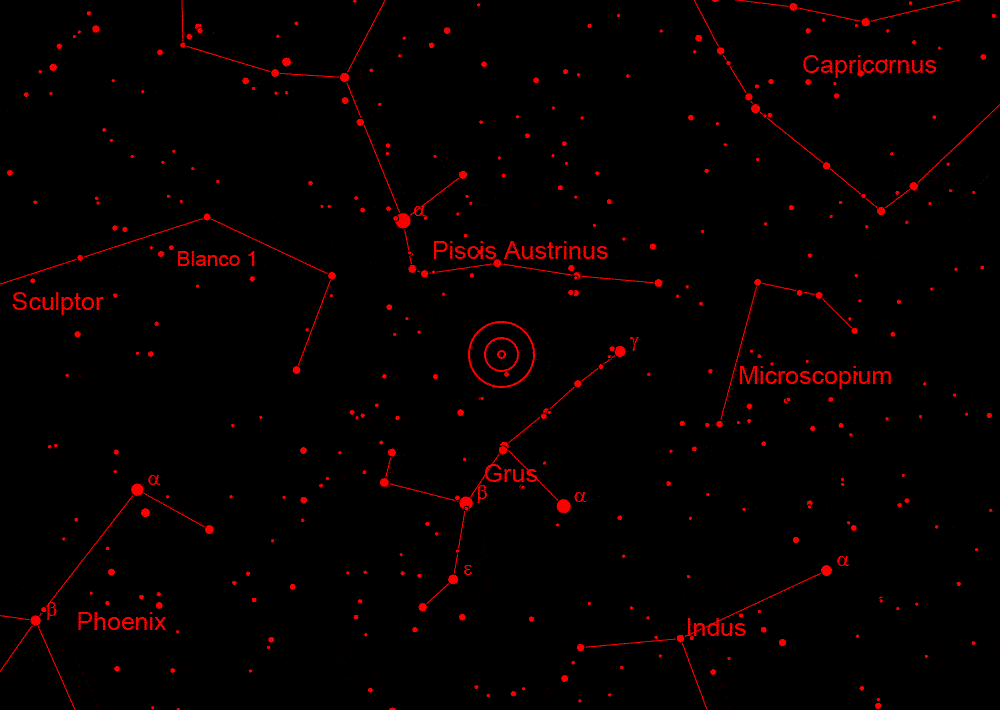 α
Capricornus
α
Piscis Austrinus
Blanco 1
Sculptor
γ
Microscopium
Grus
α
β
α
ε
α
β
Phoenix
Indus